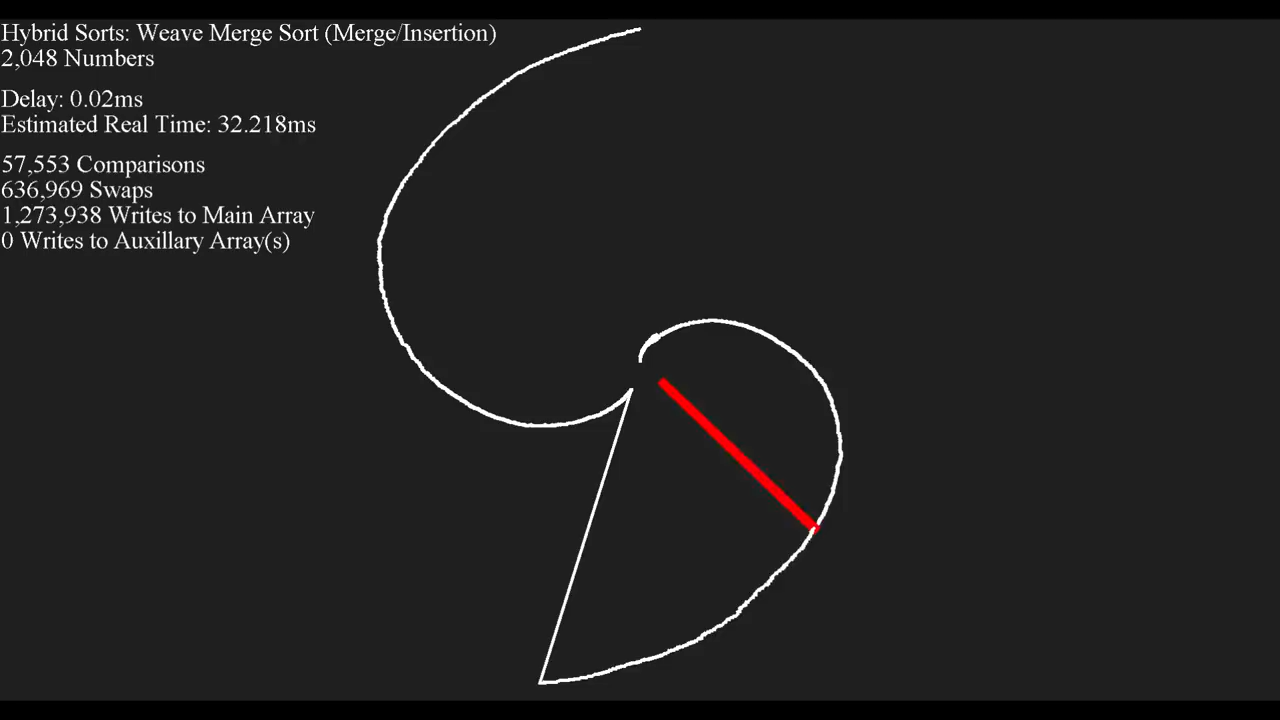 Hybrid Sorts: Weave Merge Sort (Merge/Insertion)
2,048 Numbers
Delay: 0.02ms
Estimated Real Time: 32.218ms
57,553 Comparisons
636,969 Swaps
1,273,938 Writes to Main Array
0 Writes to Auxillary Array(s)